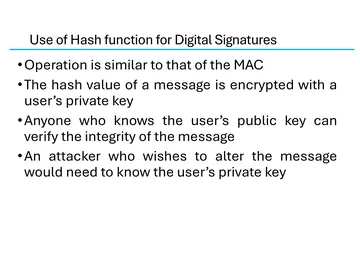 Use of Hash function for Digital Signatures
•Operation is similar to that of the MAC
•The hash value of a message is encrypted with a
user's private key
•Anyone who knows the user's public key can
verify the integrity of the message
•An attacker who wishes to alter the message
would need to know the user's private key